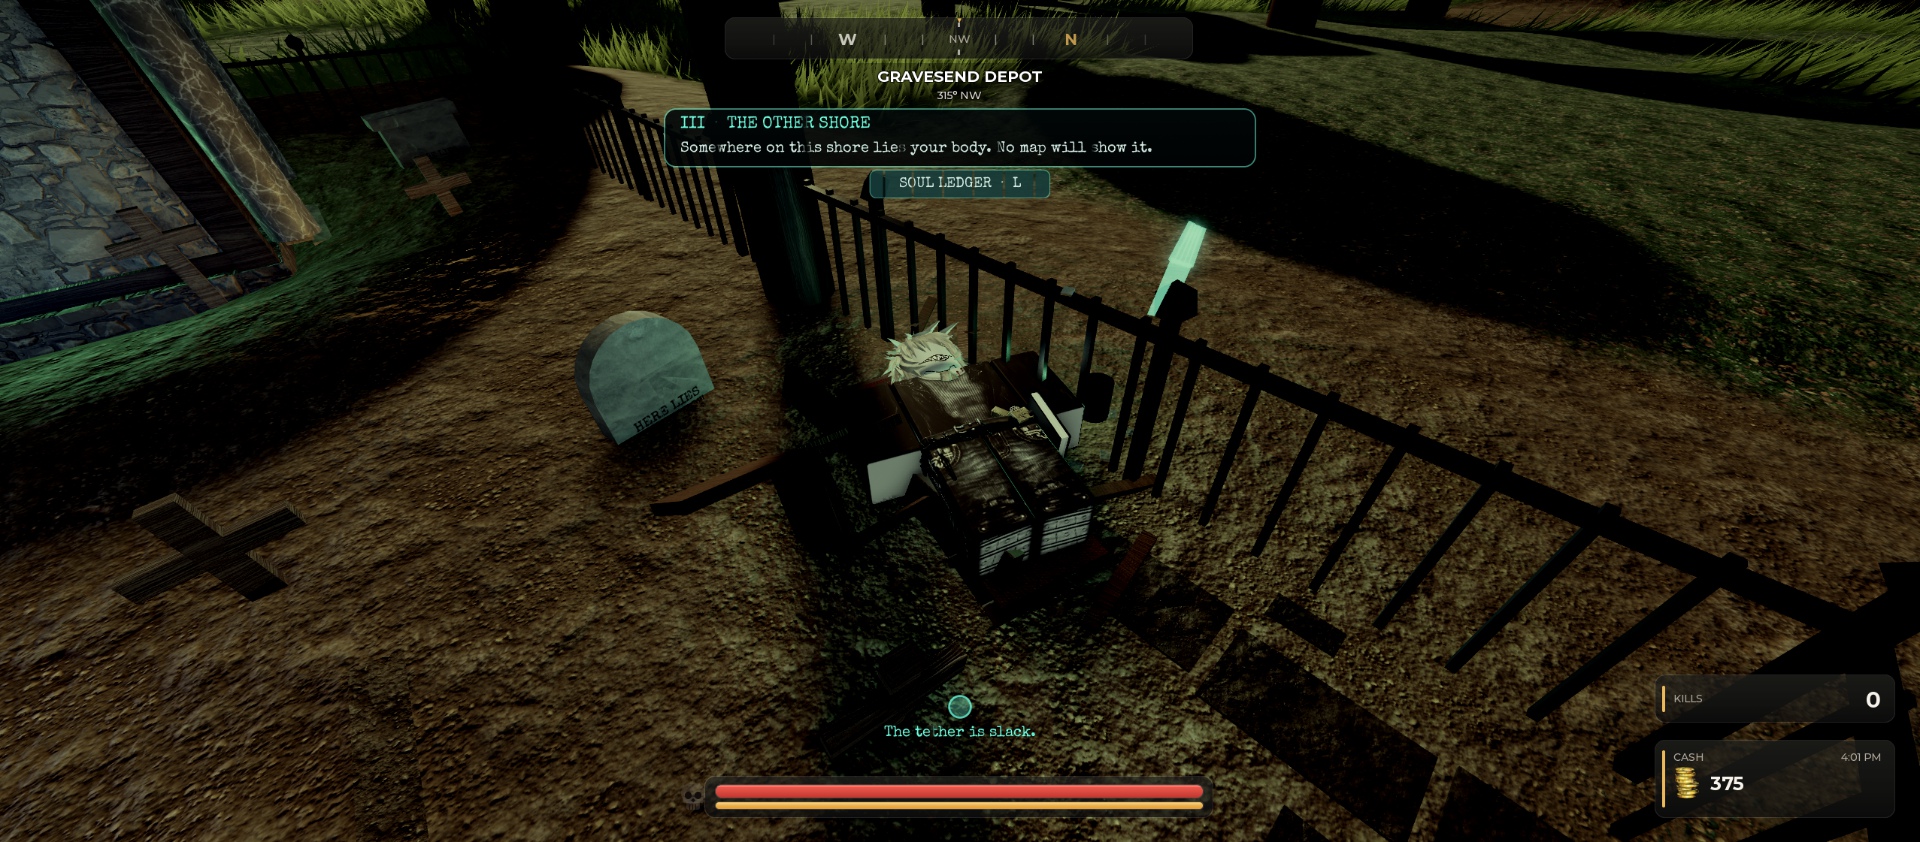 W NW N
GRAVESEND DEPOT
315° NW
III · THE OTHER SHORE
Somewhere on this shore lies your body. No map will show it.
SOUL LEDGER · L
HERE LIES
The tether is slack.
KILLS 0
CASH 4:01 PM
375